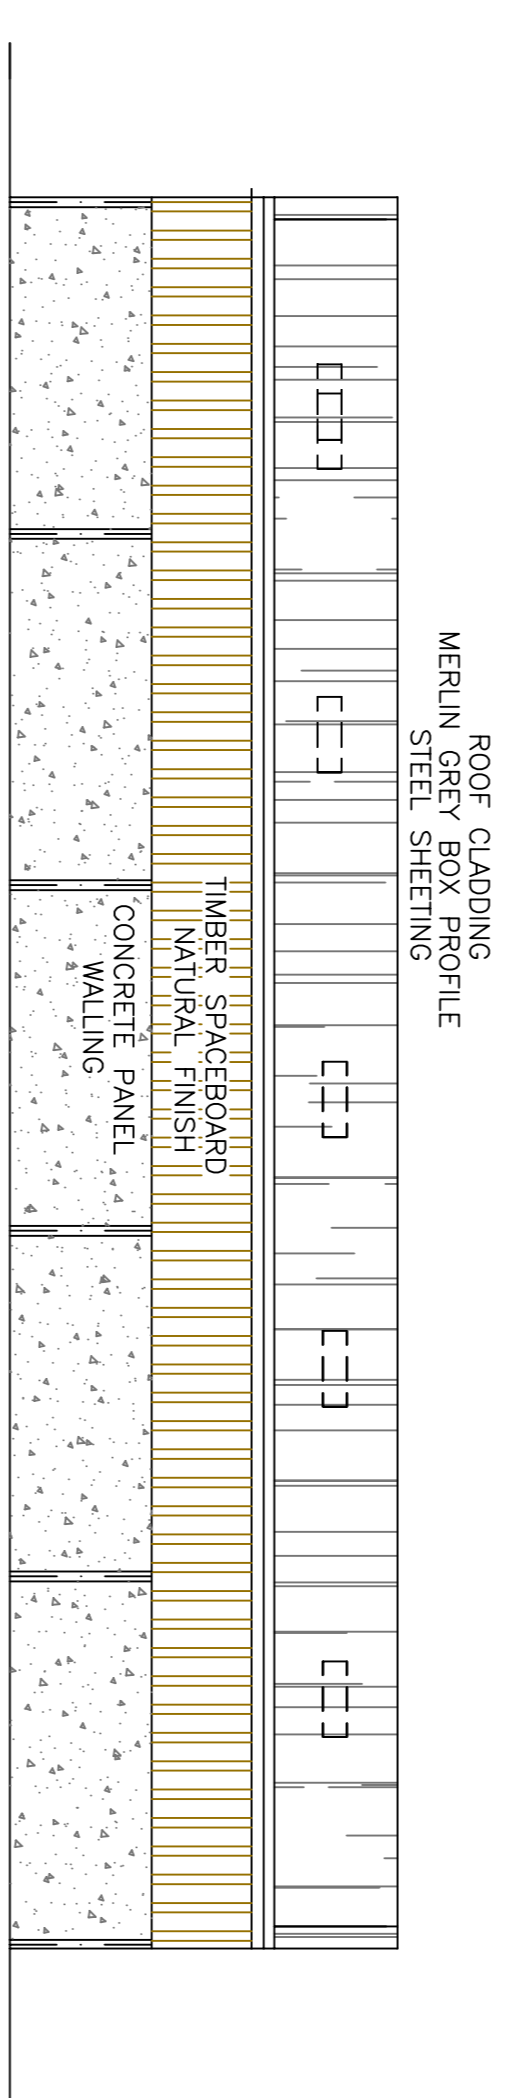 ROOF CLADDING
MERLIN GREY BOX PROFILE
STEEL SHEETING
TIMBER SPACEBOARD
NATURAL FINISH
CONCRETE PANEL
WALLING